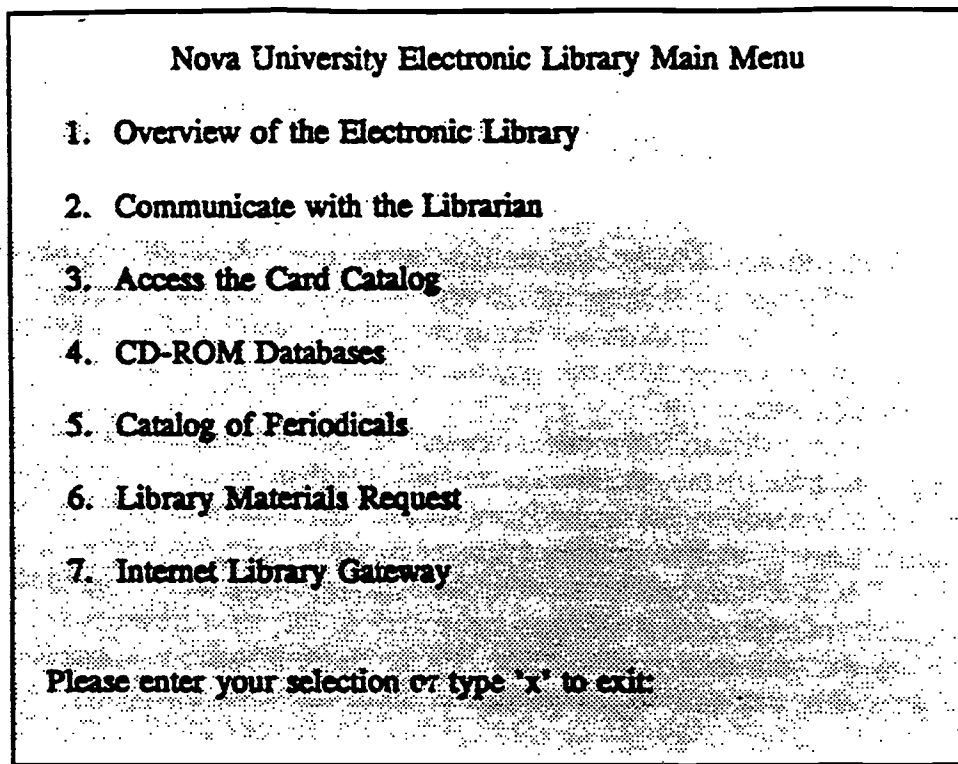 Nova University Electronic Library Main Menu
1. Overview of the Electronic Library
2. Communicate with the Librarian
3. Access the Card Catalog
4. CD-ROM Databases
5. Catalog of Periodicals
6. Library Materials Request
7. Internet Library Gateway
Please enter your selection or type 'x' to exit: